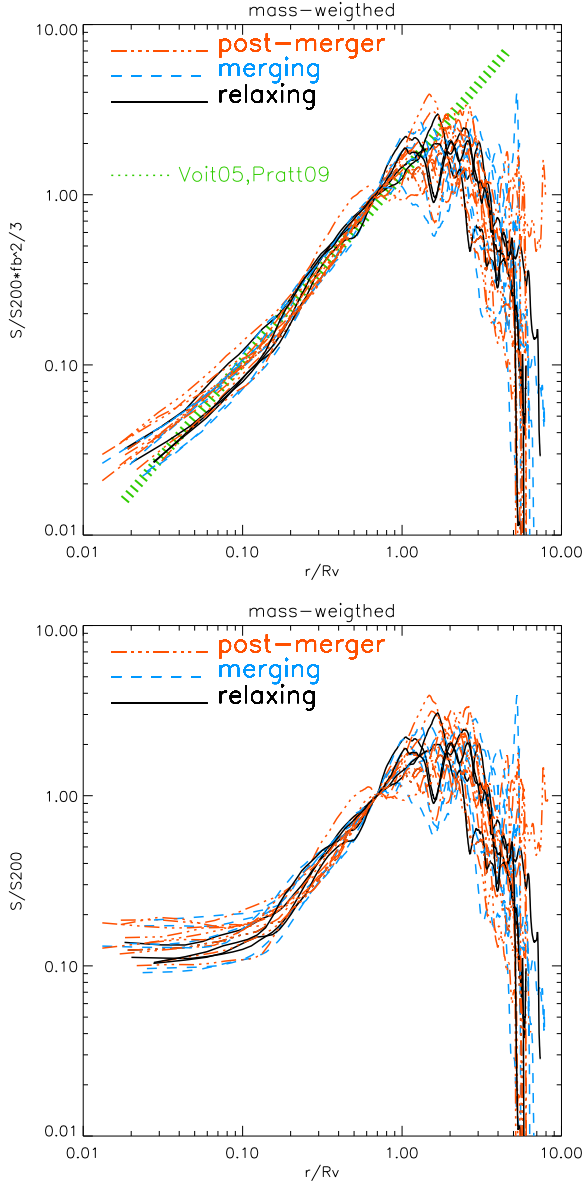 mass-weigthed
10.00
post-merger
merging
relaxing
Voit05,Pratt09
1.00
S/S200*fb^2/3
0.10
0.01
0.01 0.10 1.00 10.00
r/Rv
mass-weigthed
10.00
post-merger
merging
relaxing
1.00
S/S200
0.10
0.01
0.01 0.10 1.00 10.00
r/Rv